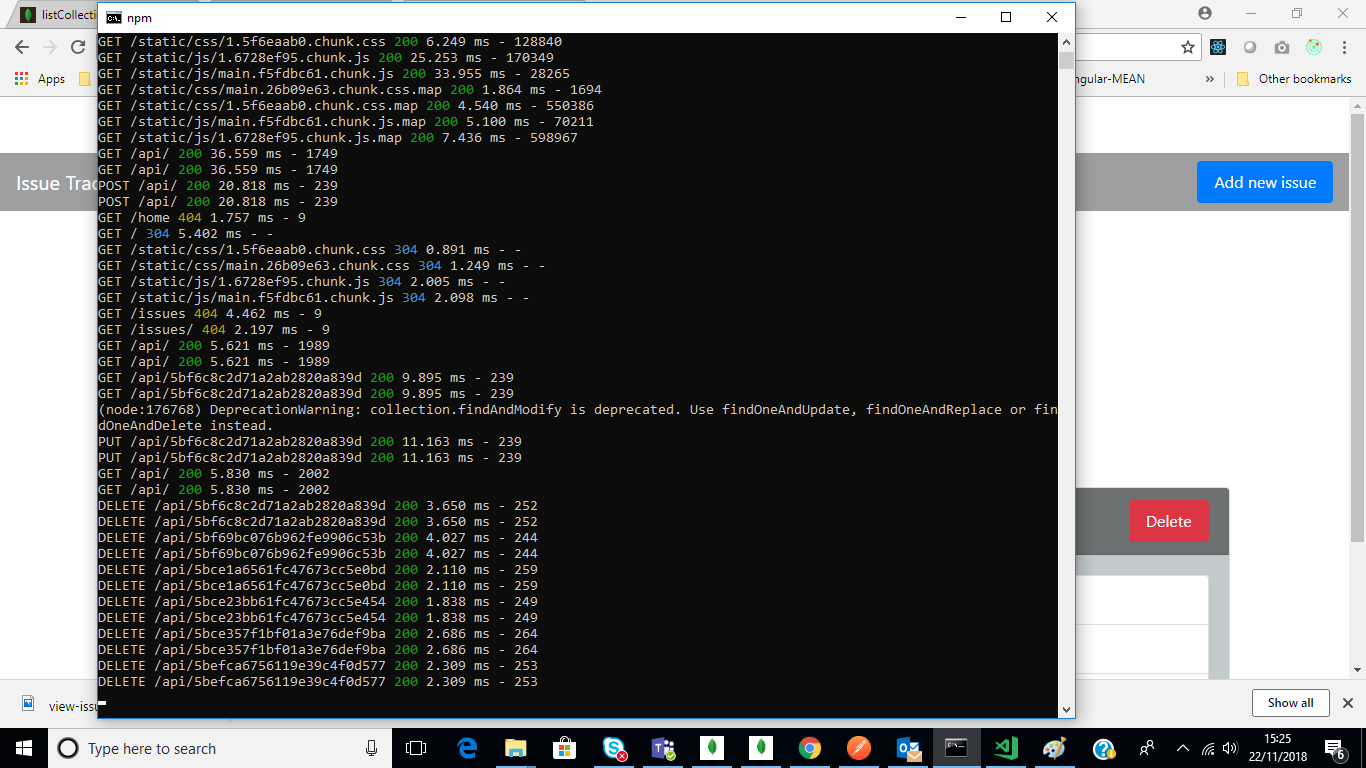 listCollecti
npm
Apps
ngular-MEAN
»
Other bookmarks
Issue Trac
Add new issue
GET /static/css/1.5f6eaab0.chunk.css 200 6.249 ms - 128840
GET /static/js/1.6728ef95.chunk.js 200 25.253 ms - 170349
GET /static/js/main.f5fdbc61.chunk.js 200 33.955 ms - 28265
GET /static/css/main.26b09e63.chunk.css.map 200 1.864 ms - 1694
GET /static/css/1.5f6eaab0.chunk.css.map 200 4.540 ms - 550386
GET /static/js/main.f5fdbc61.chunk.js.map 200 5.100 ms - 70211
GET /static/js/1.6728ef95.chunk.js.map 200 7.436 ms - 598967
GET /api/ 200 36.559 ms - 1749
GET /api/ 200 36.559 ms - 1749
POST /api/ 200 20.818 ms - 239
POST /api/ 200 20.818 ms - 239
GET /home 404 1.757 ms - 9
GET / 304 5.402 ms - -
GET /static/css/1.5f6eaab0.chunk.css 304 0.891 ms - -
GET /static/css/main.26b09e63.chunk.css 304 1.249 ms - -
GET /static/js/1.6728ef95.chunk.js 304 2.005 ms - -
GET /static/js/main.f5fdbc61.chunk.js 304 2.098 ms - -
GET /issues 404 4.462 ms - 9
GET /issues/ 404 2.197 ms - 9
GET /api/ 200 5.621 ms - 1989
GET /api/ 200 5.621 ms - 1989
GET /api/5bf6c8c2d71a2ab2820a839d 200 9.895 ms - 239
GET /api/5bf6c8c2d71a2ab2820a839d 200 9.895 ms - 239
(node:176768) DeprecationWarning: collection.findAndModify is deprecated. Use findOneAndUpdate, findOneAndReplace or fin
dOneAndDelete instead.
PUT /api/5bf6c8c2d71a2ab2820a839d 200 11.163 ms - 239
PUT /api/5bf6c8c2d71a2ab2820a839d 200 11.163 ms - 239
GET /api/ 200 5.830 ms - 2002
GET /api/ 200 5.830 ms - 2002
DELETE /api/5bf6c8c2d71a2ab2820a839d 200 3.650 ms - 252
DELETE /api/5bf6c8c2d71a2ab2820a839d 200 3.650 ms - 252
DELETE /api/5bf69bc076b962fe9906c53b 200 4.027 ms - 244
DELETE /api/5bf69bc076b962fe9906c53b 200 4.027 ms - 244
DELETE /api/5bce1a6561fc47673cc5e0bd 200 2.110 ms - 259
DELETE /api/5bce1a6561fc47673cc5e0bd 200 2.110 ms - 259
DELETE /api/5bce23bb61fc47673cc5e454 200 1.838 ms - 249
DELETE /api/5bce23bb61fc47673cc5e454 200 1.838 ms - 249
DELETE /api/5bce357f1bf01a3e76def9ba 200 2.686 ms - 264
DELETE /api/5bce357f1bf01a3e76def9ba 200 2.686 ms - 264
DELETE /api/5befca6756119e39c4f0d577 200 2.309 ms - 253
DELETE /api/5befca6756119e39c4f0d577 200 2.309 ms - 253
Delete
view-issu
Show all
Type here to search
15:25
22/11/2018
6